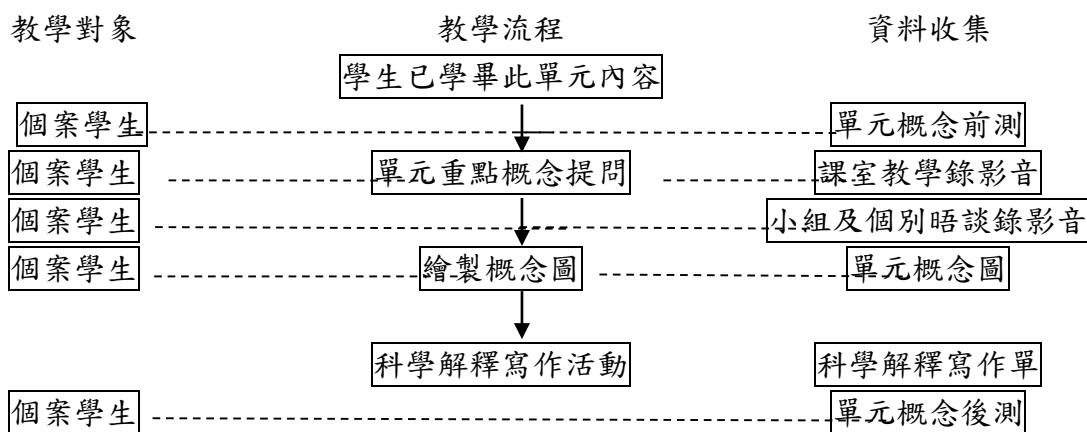 教學對象 教學流程 資料收集
學生已學畢此單元內容
個案學生 單元概念前測
個案學生 單元重點概念提問 課室教學錄影音
個案學生 小組及個別晤談錄影音
個案學生 繪製概念圖 單元概念圖
科學解釋寫作活動 科學解釋寫作單
個案學生 單元概念後測